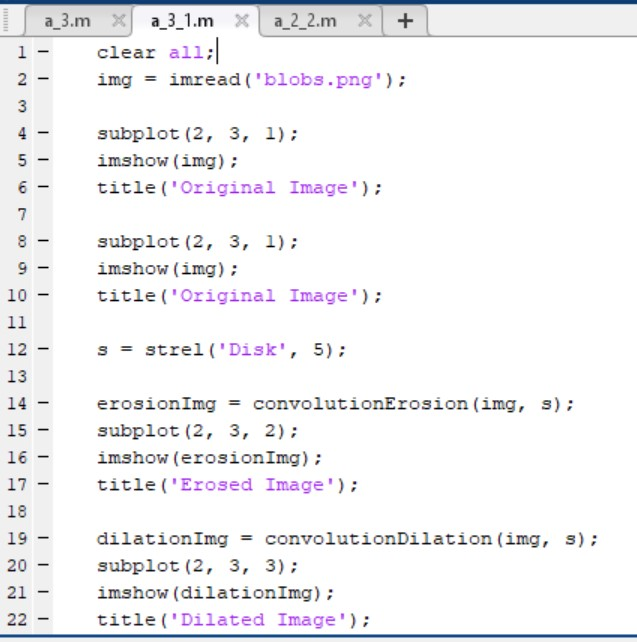 a_3.m × a_3_1.m × a_2_2.m × +
1 - clear all;
2 - img = imread('blobs.png');
3
4 - subplot(2, 3, 1);
5 - imshow(img);
6 - title('Original Image');
7
8 - subplot(2, 3, 1);
9 - imshow(img);
10 - title('Original Image');
11
12 - s = strel('Disk', 5);
13
14 - erosionImg = convolutionErosion(img, s);
15 - subplot(2, 3, 2);
16 - imshow(erosionImg);
17 - title('Erosed Image');
18
19 - dilationImg = convolutionDilation(img, s);
20 - subplot(2, 3, 3);
21 - imshow(dilationImg);
22 - title('Dilated Image');